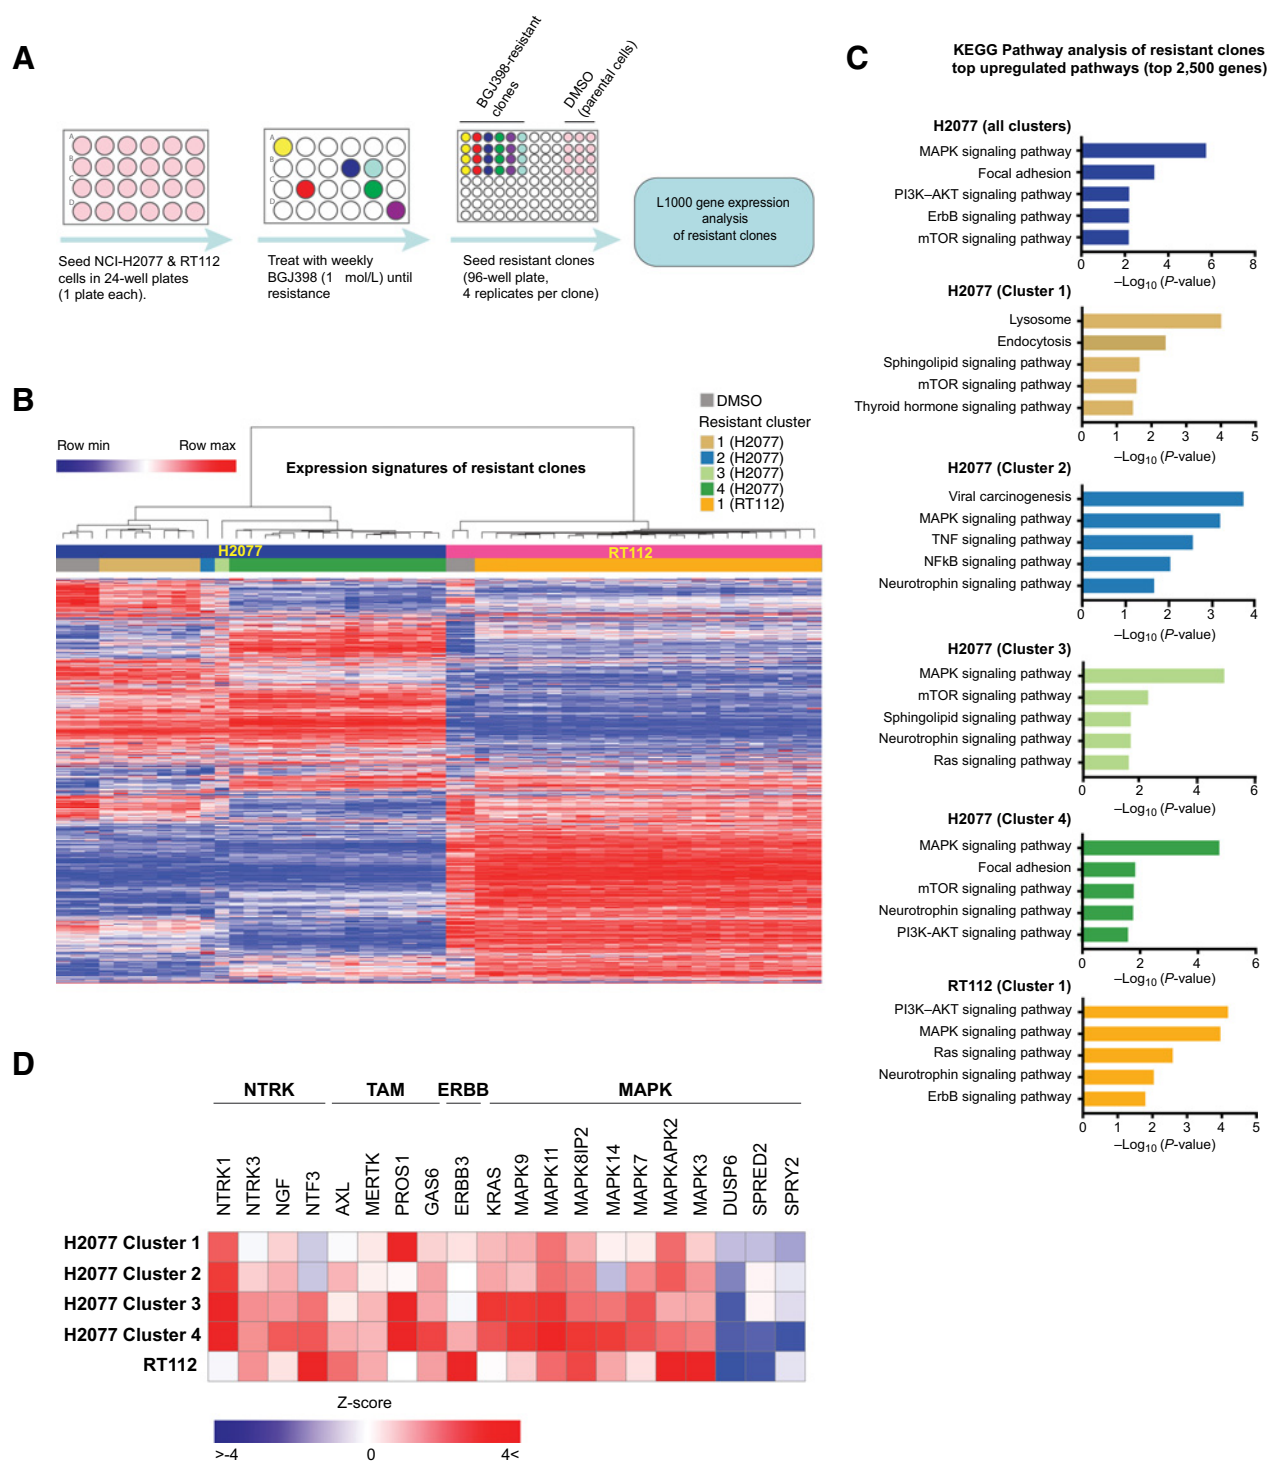 A
BGJ398-resistant
clones
DMSO
(parental cells)
A
B
C
D
A
B
C
D
A
B
C
D
Seed NCI-H2077 & RT112
cells in 24-well plates
(1 plate each).
Treat with weekly
BGJ398 (1 mol/L) until
resistance
Seed resistant clones
(96-well plate,
4 replicates per clone)
L1000 gene expression
analysis
of resistant clones
B
Row min Row max
Expression signatures of resistant clones
DMSO
Resistant cluster
1 (H2077)
2 (H2077)
3 (H2077)
4 (H2077)
1 (RT112)
H2077 RT112
C
KEGG Pathway analysis of resistant clones
top upregulated pathways (top 2,500 genes)
H2077 (all clusters)
MAPK signaling pathway
Focal adhesion
PI3K–AKT signaling pathway
ErbB signaling pathway
mTOR signaling pathway
0 2 4 6 8
–Log10 (P-value)
H2077 (Cluster 1)
Lysosome
Endocytosis
Sphingolipid signaling pathway
mTOR signaling pathway
Thyroid hormone signaling pathway
0 1 2 3 4 5
–Log10 (P-value)
H2077 (Cluster 2)
Viral carcinogenesis
MAPK signaling pathway
TNF signaling pathway
NFkB signaling pathway
Neurotrophin signaling pathway
0 1 2 3 4
–Log10 (P-value)
H2077 (Cluster 3)
MAPK signaling pathway
mTOR signaling pathway
Sphingolipid signaling pathway
Neurotrophin signaling pathway
Ras signaling pathway
0 2 4 6
–Log10 (P-value)
H2077 (Cluster 4)
MAPK signaling pathway
Focal adhesion
mTOR signaling pathway
Neurotrophin signaling pathway
PI3K-AKT signaling pathway
0 2 4 6
–Log10 (P-value)
RT112 (Cluster 1)
PI3K–AKT signaling pathway
MAPK signaling pathway
Ras signaling pathway
Neurotrophin signaling pathway
ErbB signaling pathway
0 1 2 3 4 5
–Log10 (P-value)
D
NTRK TAM ERBB MAPK
NTRK1 NTRK3 NGF NTF3 AXL MERTK PROS1 GAS6 ERBB3 KRAS MAPK9 MAPK11 MAPK8IP2 MAPK14 MAPK7 MAPKAPK2 MAPK3 DUSP6 SPRED2 SPRY2
H2077 Cluster 1
H2077 Cluster 2
H2077 Cluster 3
H2077 Cluster 4
RT112
Z-score
>-4 0 4<